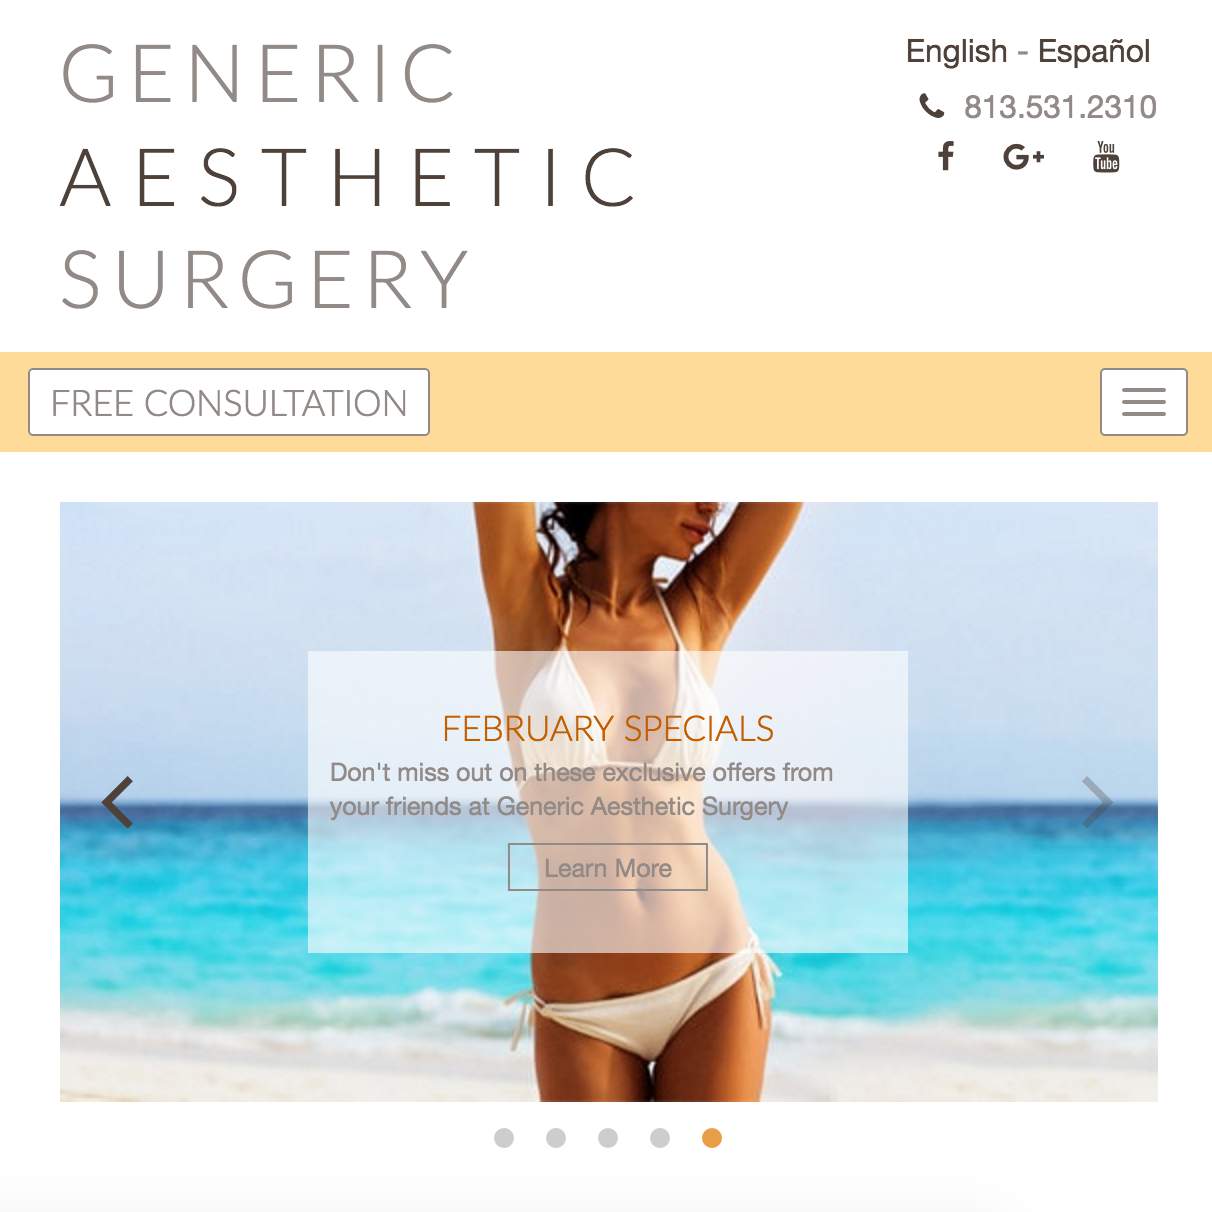 GENERIC
AESTHETIC
SURGERY
English - Español
813.531.2310
You
Tube
FREE CONSULTATION
FEBRUARY SPECIALS
Don't miss out on these exclusive offers from
your friends at Generic Aesthetic Surgery
Learn More